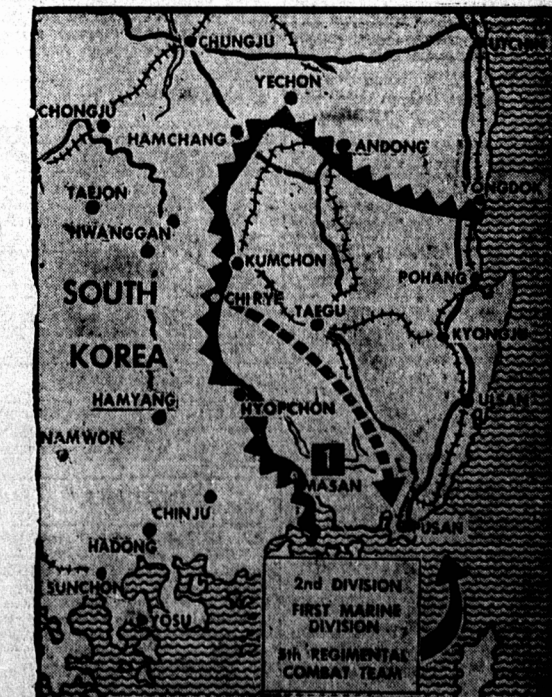 CHUNGJU
YECHON
CHONGJU
HAMCHANG
ANDONG
TAEJON
YONGDOK
HWANGGAN
KUMCHON
POHANG
SOUTH
KOREA
CHIRYE
TAEGU
KYONGJU
HAMYANG
HYOPCHON
ULSAN
NAMWON
1
MASAN
CHINJU
USAN
HADONG
SUNCHON
YOSU
2nd DIVISION
FIRST MARINE
DIVISION
5th REGIMENTAL
COMBAT TEAM